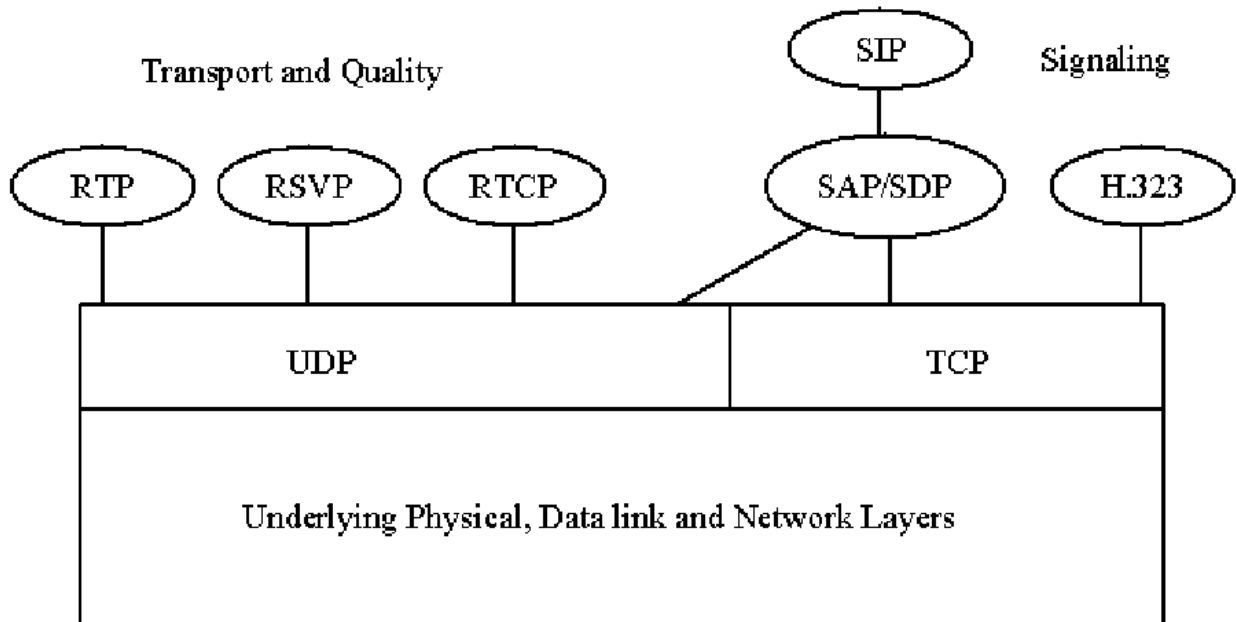 SIP
Transport and Quality
Signaling
RTP
RSVP
RTCP
SAP/SDP
H.323
UDP
TCP
Underlying Physical, Data link and Network Layers